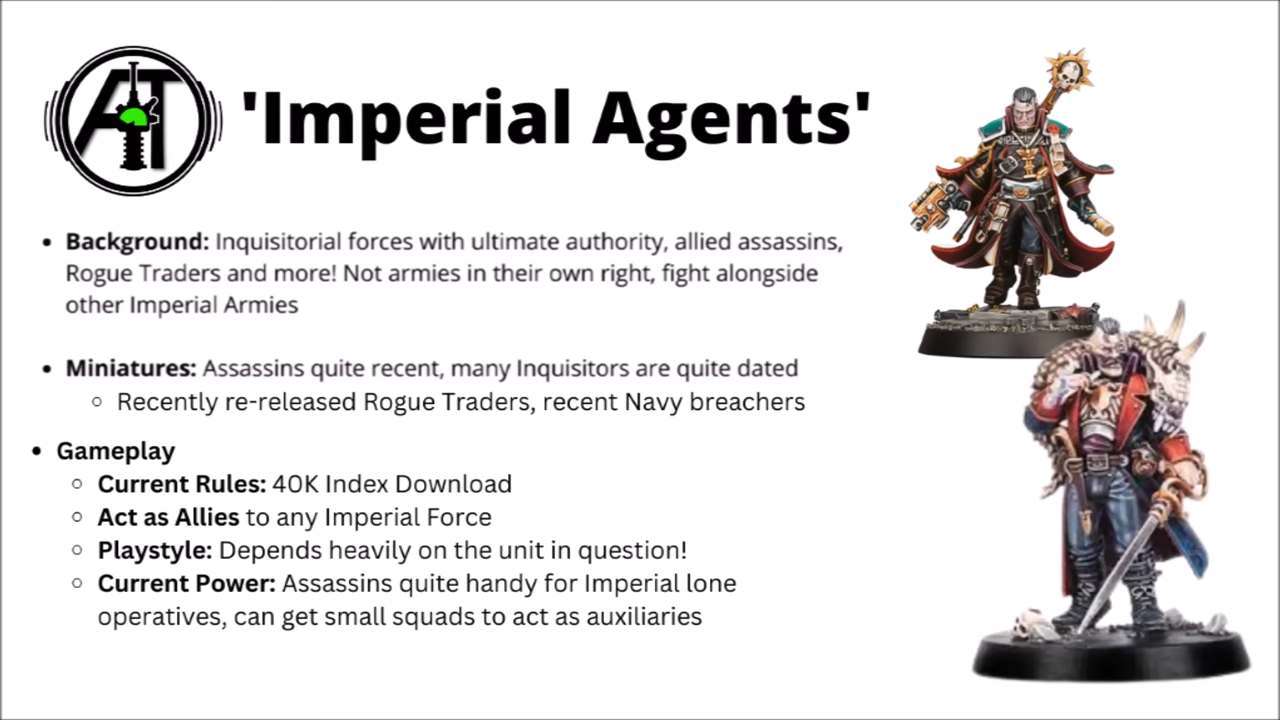 AT
'Imperial Agents'
• Background: Inquisitorial forces with ultimate authority, allied assassins,
Rogue Traders and more! Not armies in their own right, fight alongside
other Imperial Armies
• Miniatures: Assassins quite recent, many Inquisitors are quite dated
○ Recently re-released Rogue Traders, recent Navy breachers
• Gameplay
○ Current Rules: 40K Index Download
○ Act as Allies to any Imperial Force
○ Playstyle: Depends heavily on the unit in question!
○ Current Power: Assassins quite handy for Imperial lone
operatives, can get small squads to act as auxiliaries